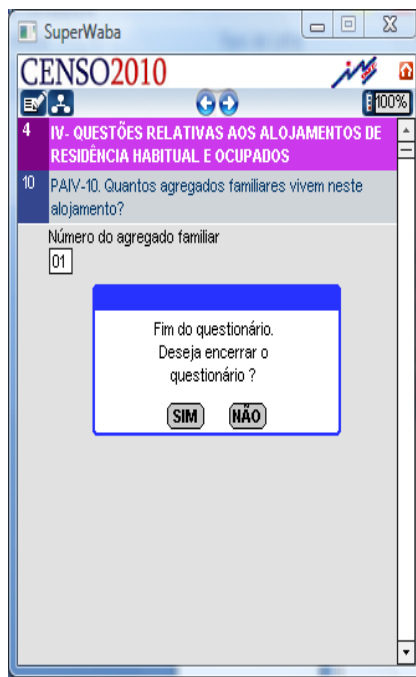 SuperWaba
CENSO2010
ine
100%
4 IV- QUESTÕES RELATIVAS AOS ALOJAMENTOS DE
RESIDÊNCIA HABITUAL E OCUPADOS
10 PAIV-10. Quantos agregados familiares vivem neste
alojamento?
Número do agregado familiar
01
Fim do questionário.
Deseja encerrar o
questionário ?
SIM NÃO